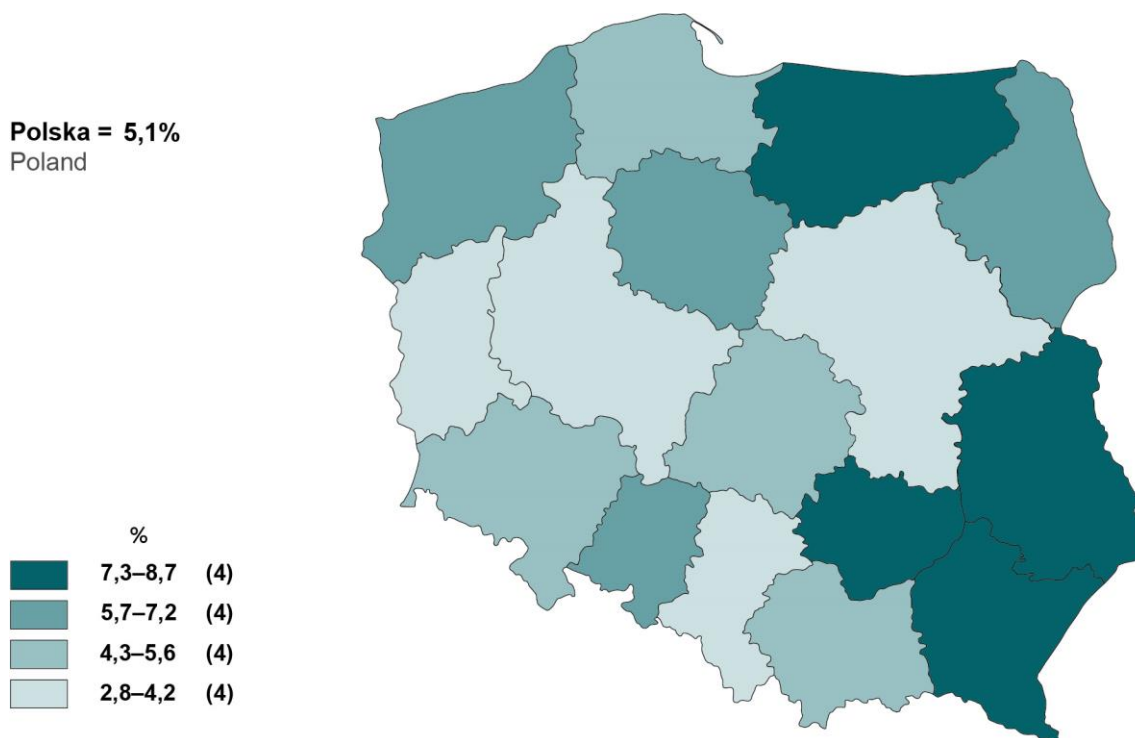 Polska = 5,1%
Poland
%
7,3–8,7 (4)
5,7–7,2 (4)
4,3–5,6 (4)
2,8–4,2 (4)